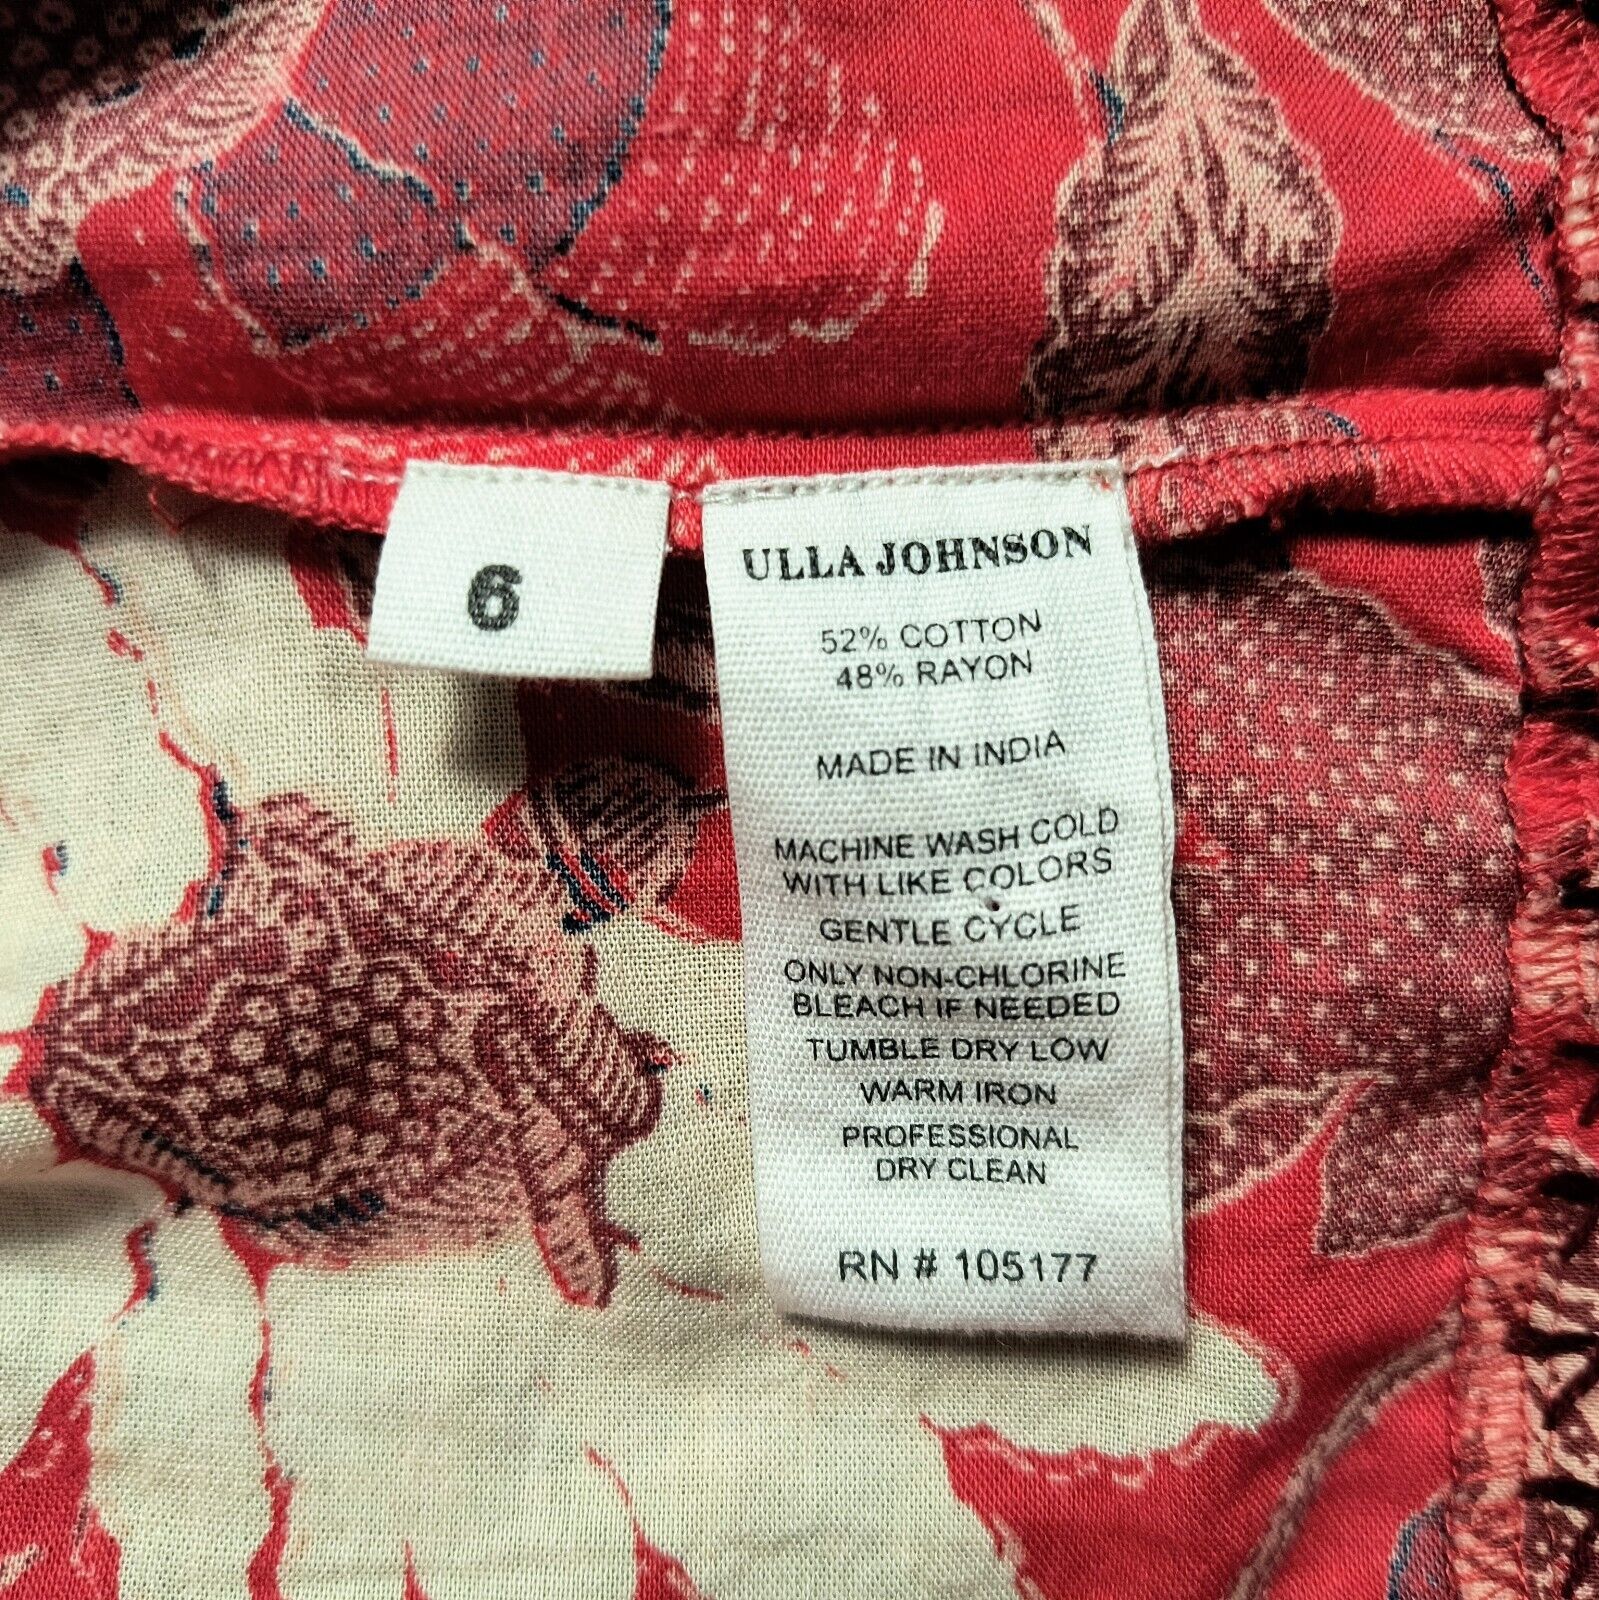 6
ULLA JOHNSON
52% COTTON
48% RAYON
MADE IN INDIA
MACHINE WASH COLD
WITH LIKE COLORS
GENTLE CYCLE
ONLY NON-CHLORINE
BLEACH IF NEEDED
TUMBLE DRY LOW
WARM IRON
PROFESSIONAL
DRY CLEAN
RN # 105177